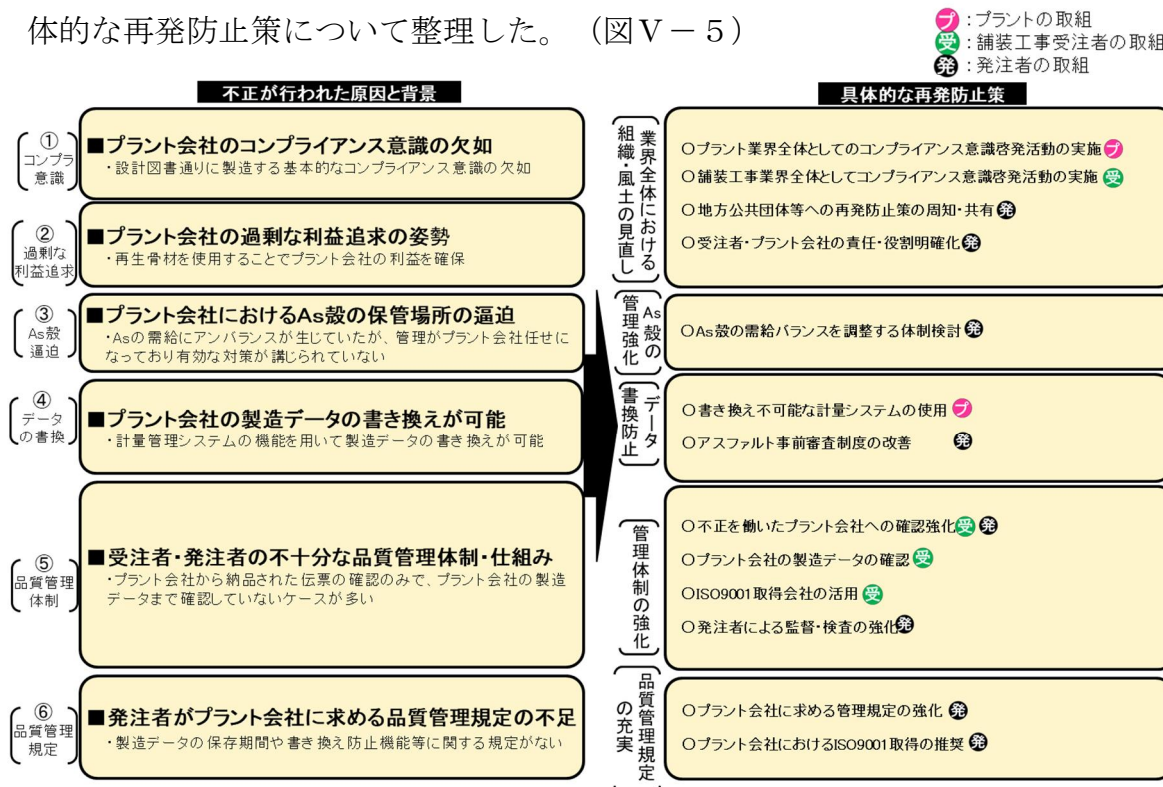 体的な再発防止策について整理した。（図Ⅴ－５）
プ：プラントの取組
受：舗装工事受注者の取組
発：発注者の取組
不正が行われた原因と背景
①
コンプラ
意識
■プラント会社のコンプライアンス意識の欠如
・設計図書通りに製造する基本的なコンプライアンス意識の欠如
②
過剰な
利益追求
■プラント会社の過剰な利益追求の姿勢
・再生骨材を使用することでプラント会社の利益を確保
③
As殻
逼迫
■プラント会社におけるAs殻の保管場所の逼迫
・Asの需給にアンバランスが生じていたが、管理がプラント会社任せに
なっており有効な対策が講じられていない
④
データ
の書換
■プラント会社の製造データの書き換えが可能
・計量管理システムの機能を用いて製造データの書き換えが可能
⑤
品質管理
体制
■受注者・発注者の不十分な品質管理体制・仕組み
・プラント会社から納品された伝票の確認のみで、プラント会社の製造
データまで確認していないケースが多い
⑥
品質管理
規定
■発注者がプラント会社に求める品質管理規定の不足
・製造データの保存期間や書き換え防止機能等に関する規定がない
具体的な再発防止策
業界全体における
組織・風土の見直し
○プラント業界全体としてのコンプライアンス意識啓発活動の実施 プ
○舗装工事業界全体としてコンプライアンス意識啓発活動の実施 受
○地方公共団体等への再発防止策の周知・共有 発
○受注者・プラント会社の責任・役割明確化 発
As殻の
管理強化
○As殻の需給バランスを調整する体制検討 発
データ
書換防止
○書き換え不可能な計量システムの使用 プ
○アスファルト事前審査制度の改善 発
管理体制の強化
○不正を働いたプラント会社への確認強化 受 発
○プラント会社の製造データの確認 受
○ISO9001取得会社の活用 受
○発注者による監督・検査の強化 発
品質管理規定
の充実
○プラント会社に求める管理規定の強化 発
○プラント会社におけるISO9001取得の推奨 発